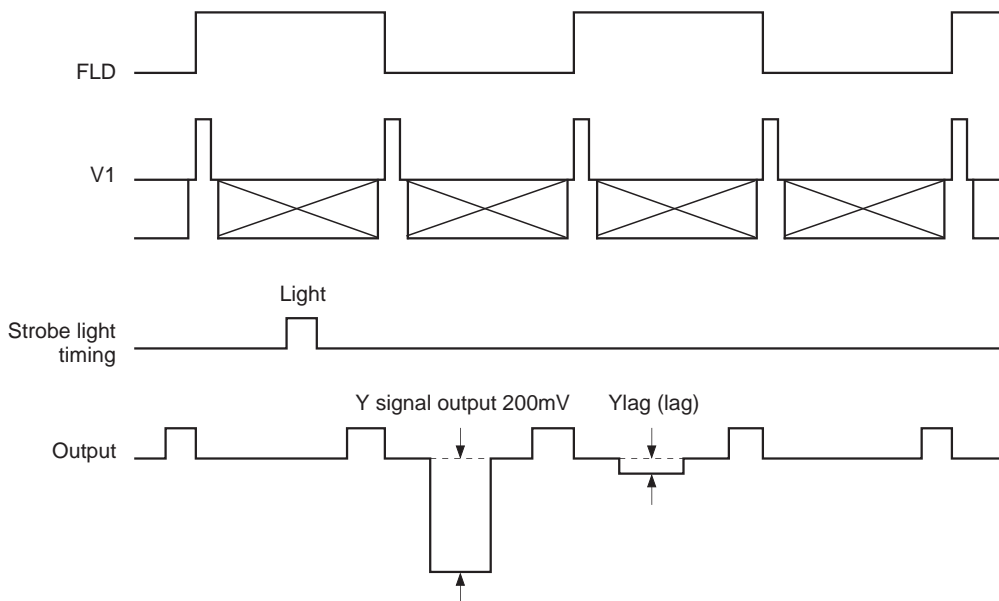 FLD
V1
Light
Strobe light
timing
Y signal output 200mV
Ylag (lag)
Output